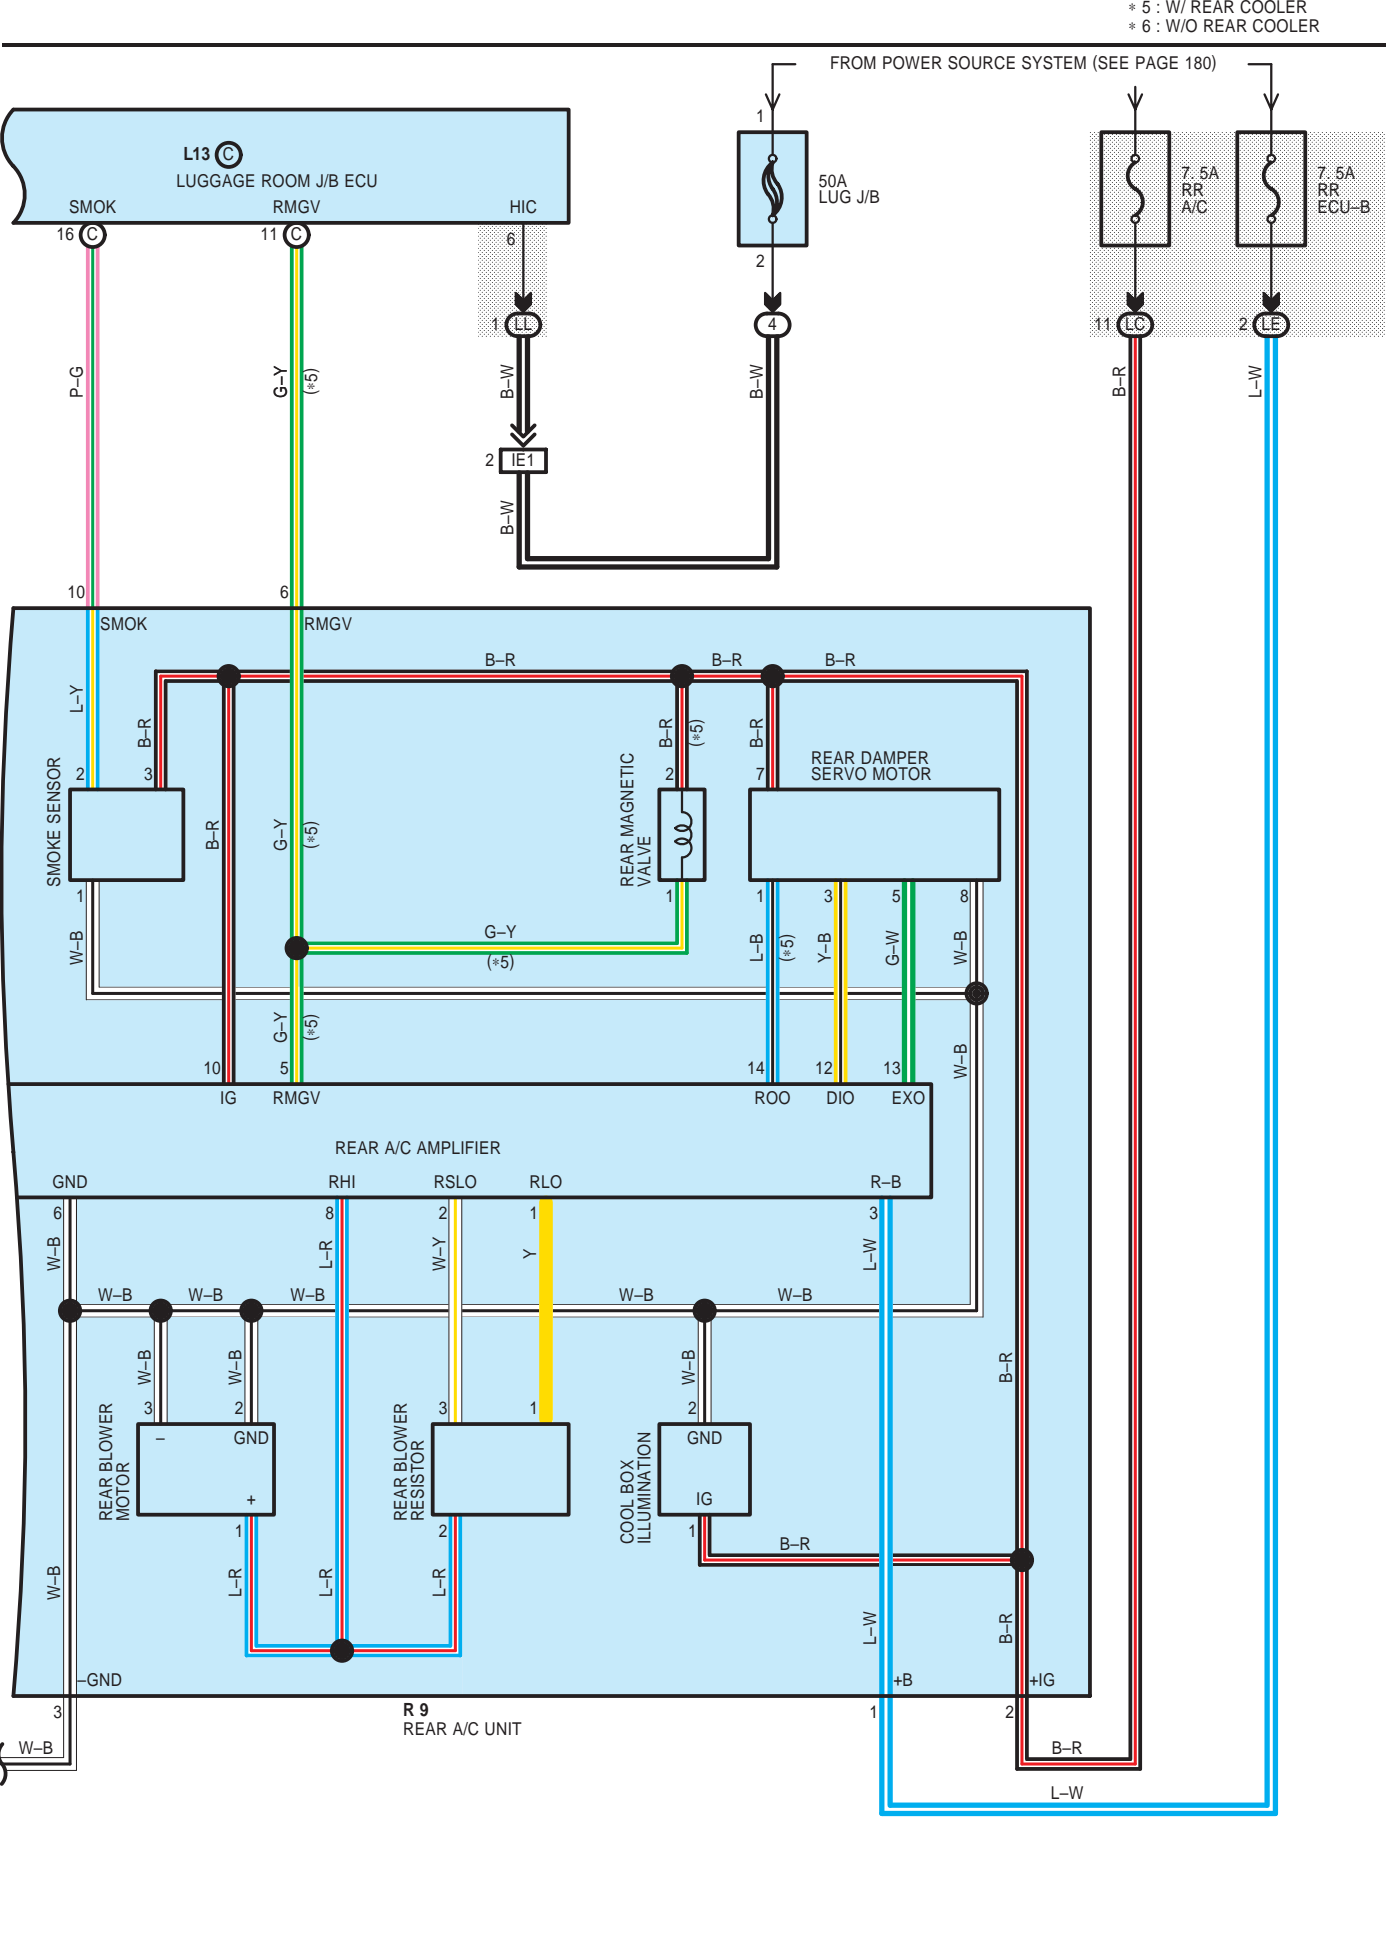 ∗ 5 : W/ REAR COOLER
∗ 6 : W/O REAR COOLER
FROM POWER SOURCE SYSTEM (SEE PAGE 180)
1
L13 C
LUGGAGE ROOM J/B ECU
SMOK
RMGV
HIC
50A
LUG J/B
7. 5A
RR
A/C
7. 5A
RR
ECU–B
16 C
11 C
6
2
1 LL
4
11 LC
2 LE
P–G
G–Y
(∗5)
B–W
B–W
B–R
L–W
2 IE1
B–W
10
6
SMOK
RMGV
B–R
B–R
B–R
L–Y
B–R
B–R
(∗5)
B–R
REAR DAMPER
SERVO MOTOR
2
3
2
7
SMOKE SENSOR
B–R
G–Y
(∗5)
REAR MAGNETIC
VALVE
1
1
1
3
5
8
W–B
G–Y
(∗5)
L–B
(∗5)
Y–B
G–W
W–B
G–Y
(∗5)
W–B
10
5
14
12
13
IG
RMGV
ROO
DIO
EXO
REAR A/C AMPLIFIER
GND
RHI
RSLO
RLO
R–B
6
8
2
1
3
W–B
L–R
W–Y
Y
L–W
W–B
W–B
W–B
W–B
W–B
W–B
W–B
W–B
B–R
3
2
3
1
2
REAR BLOWER
MOTOR
–
GND
+
REAR BLOWER
RESISTOR
COOL BOX
ILLUMINATION
GND
IG
1
2
1
B–R
W–B
L–R
L–R
L–R
L–W
B–R
–GND
+B
+IG
3
R 9
REAR A/C UNIT
1
2
W–B
B–R
L–W